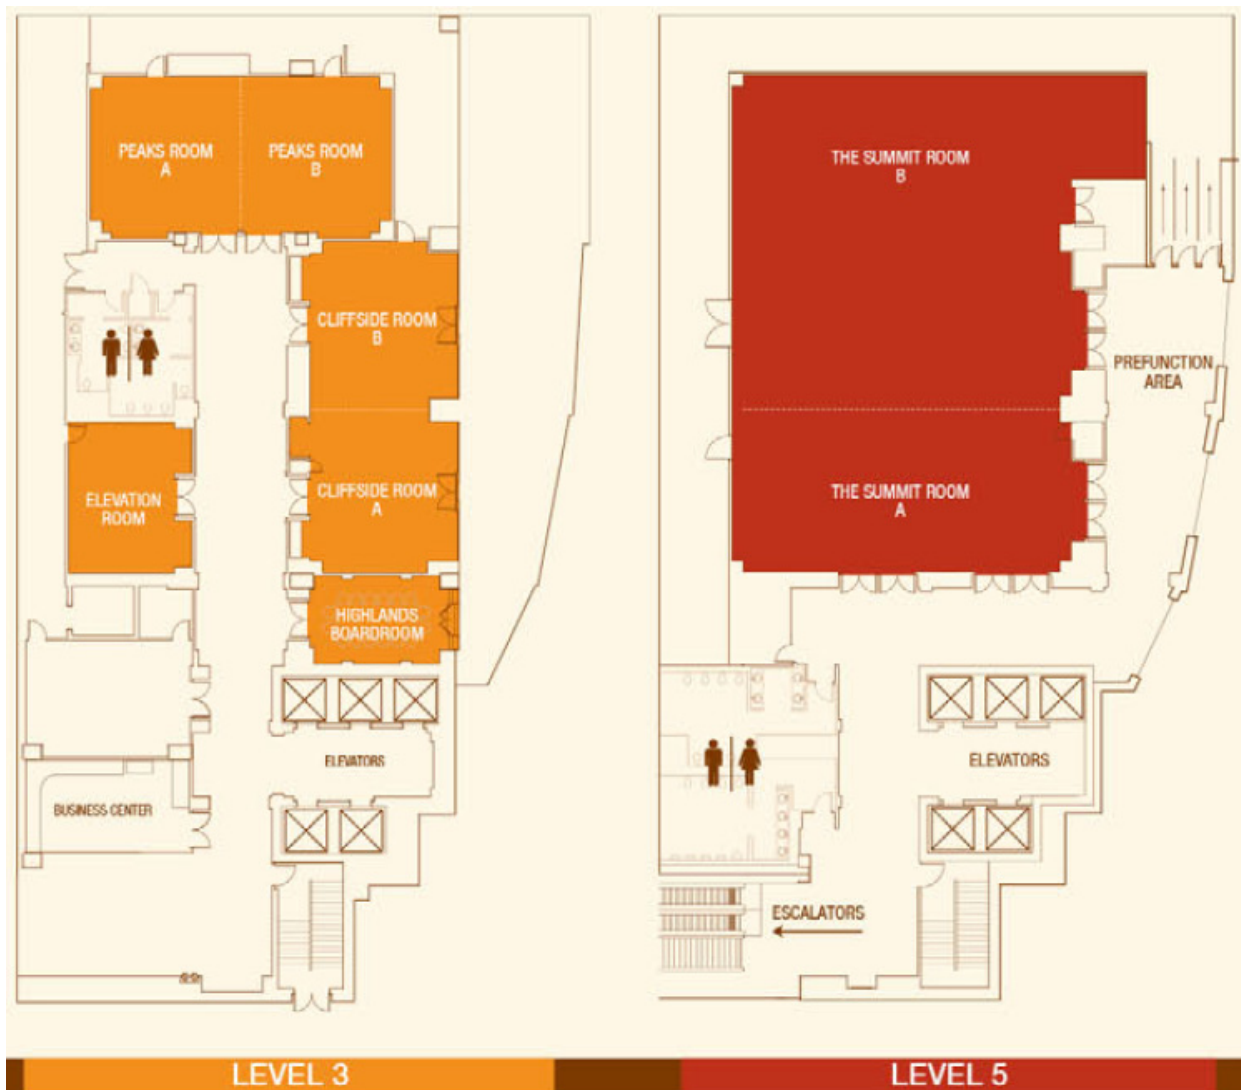 PEAKS ROOM
A
PEAKS ROOM
B
CLIFFSIDE ROOM
B
ELEVATION
ROOM
CLIFFSIDE ROOM
A
HIGHLANDS
BOARDROOM
ELEVATORS
BUSINESS CENTER
LEVEL 3
THE SUMMIT ROOM
B
PREFUNCTION
AREA
THE SUMMIT ROOM
A
ELEVATORS
ESCALATORS
LEVEL 5